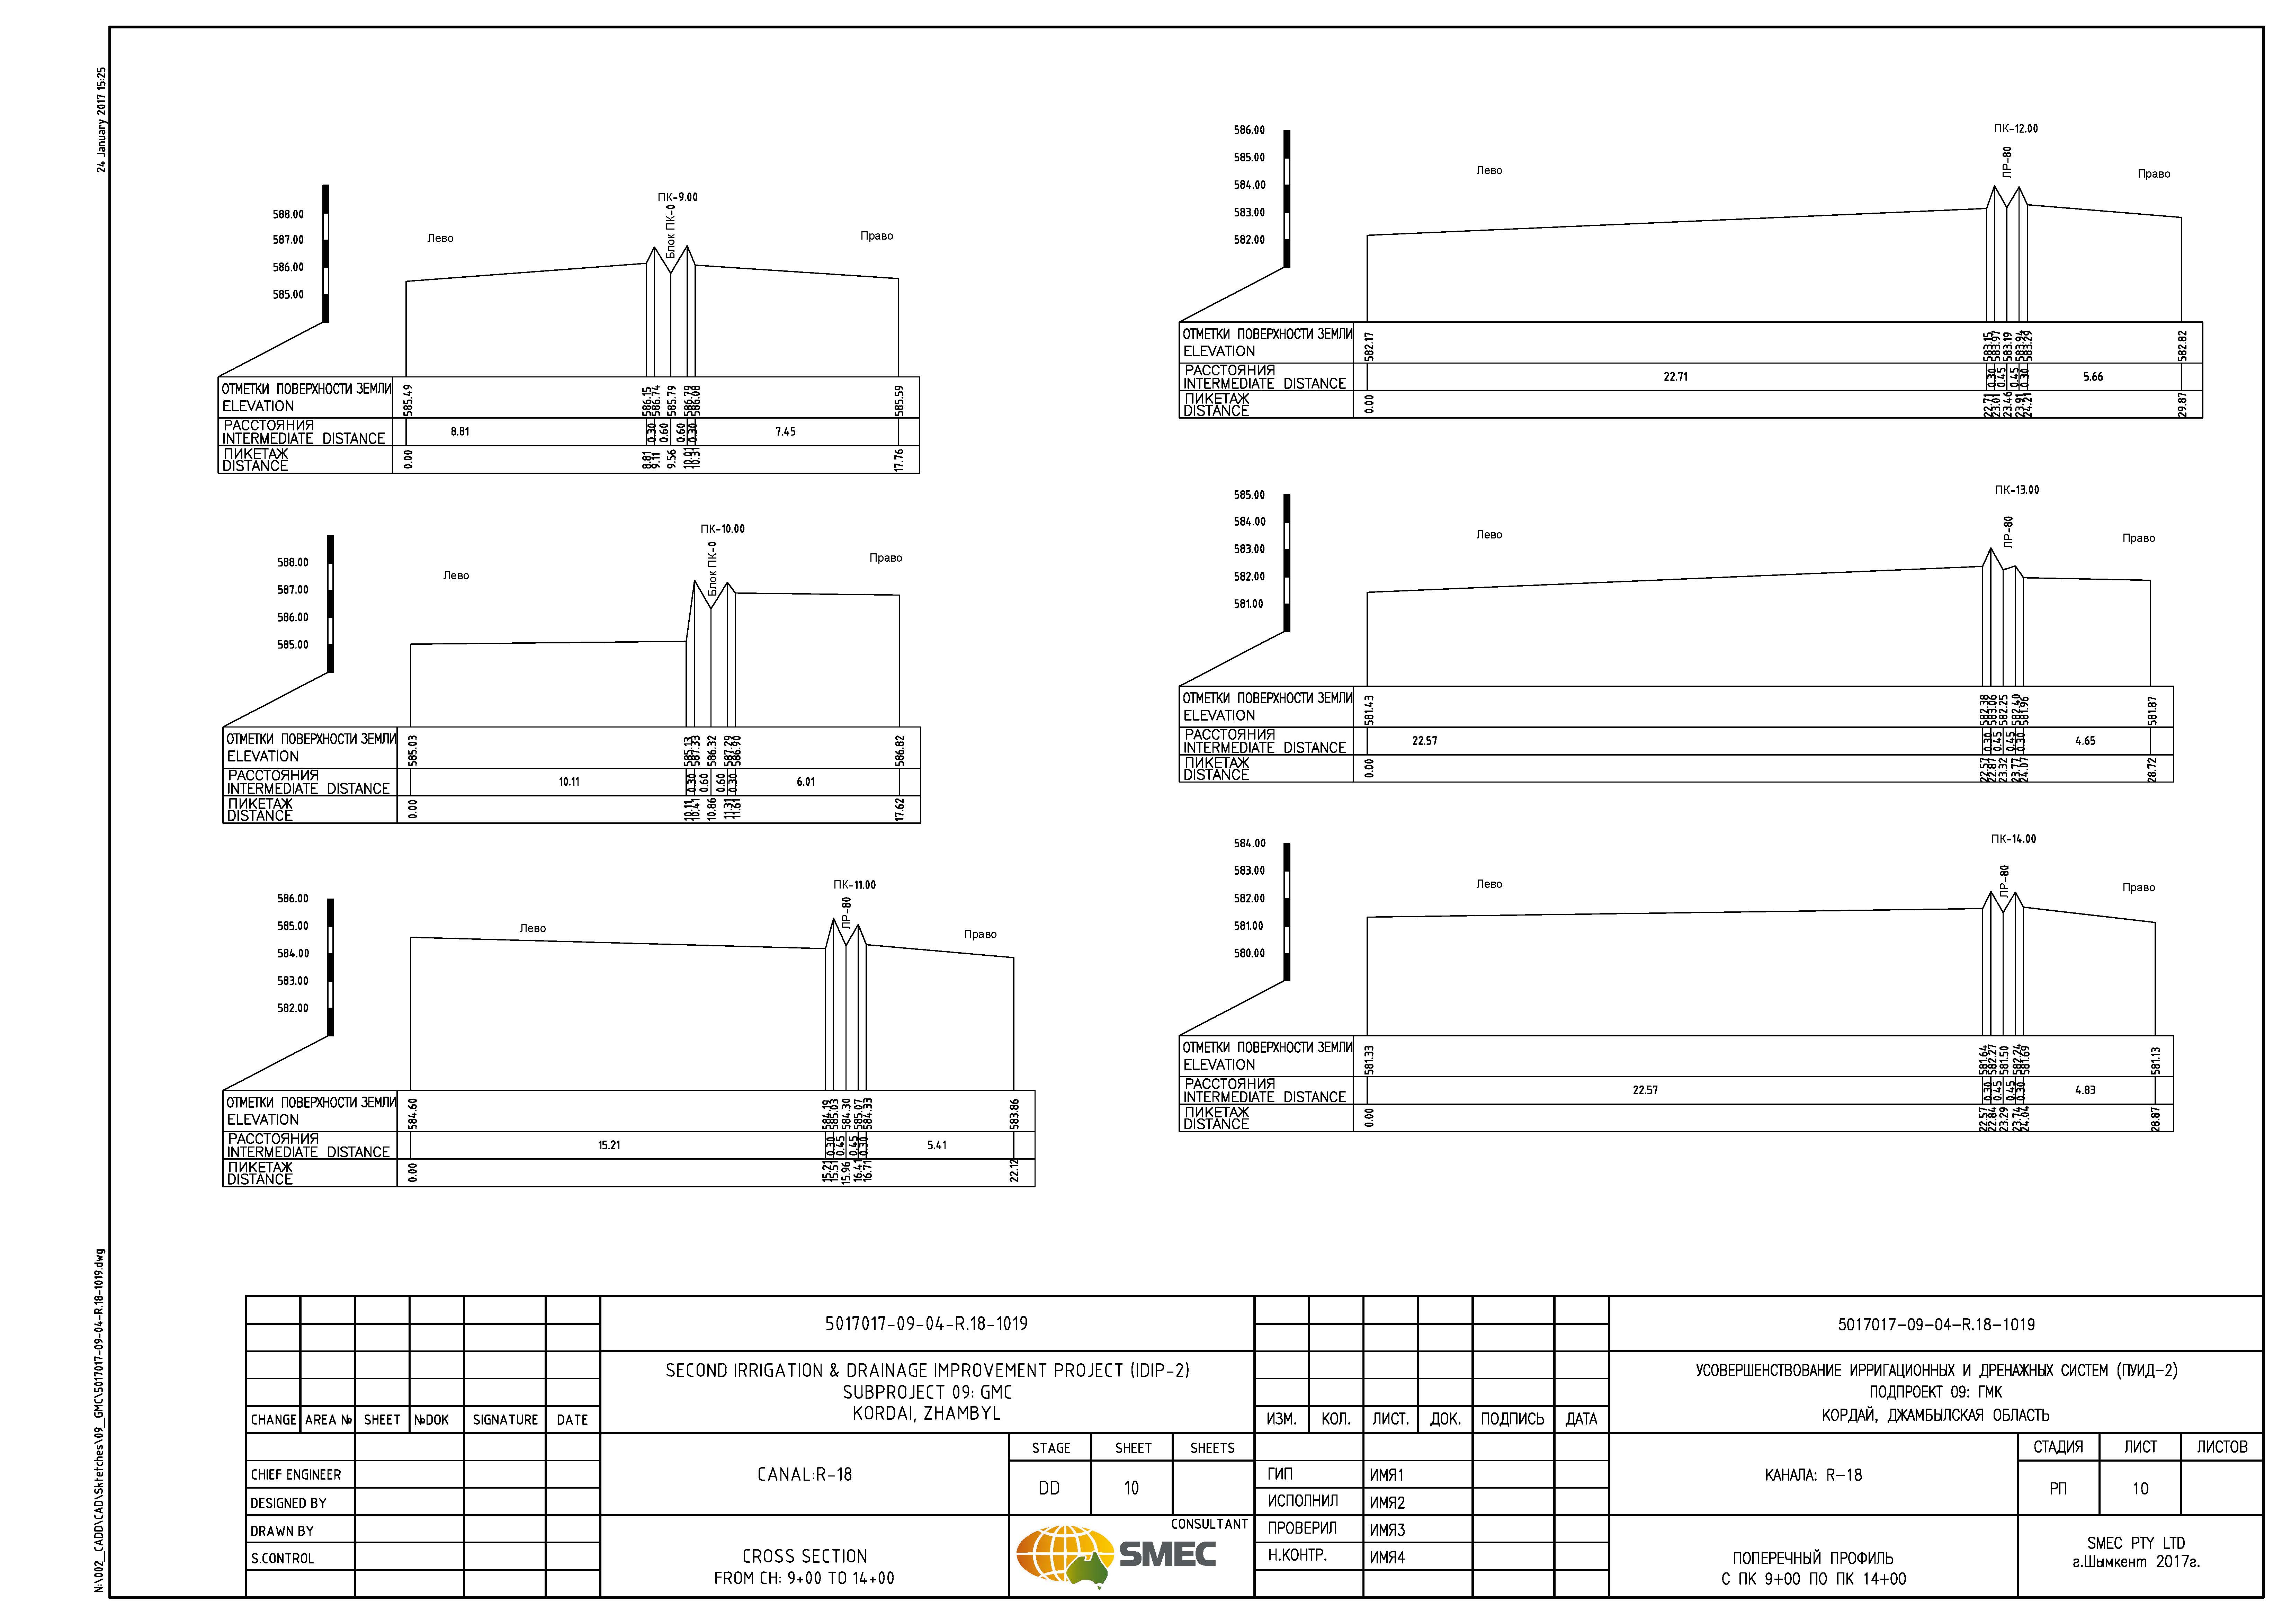 24 January 2017 15:25
N:\002_CADD\CAD\Sktetches\09_GMC\5017017-09-04-R.18-1019.dwg
ПК-9.00
Блок ПК-0
Лево
Право
588.00
587.00
586.00
585.00
ОТМЕТКИ ПОВЕРХНОСТИ ЗЕМЛИ
ELEVATION
585.49 586.15 586.74 585.79 586.79 586.08 585.59
РАССТОЯНИЯ
INTERMEDIATE DISTANCE
8.81 0.30 0.60 0.60 0.30 7.45
ПИКЕТАЖ
DISTANCE
0.00 8.81 9.11 9.56 10.01 10.31 17.76
ПК-10.00
Блок ПК-0
Лево
Право
588.00
587.00
586.00
585.00
ОТМЕТКИ ПОВЕРХНОСТИ ЗЕМЛИ
ELEVATION
585.03 585.13 587.33 586.32 587.29 586.90 586.82
РАССТОЯНИЯ
INTERMEDIATE DISTANCE
10.11 0.30 0.60 0.60 0.30 6.01
ПИКЕТАЖ
DISTANCE
0.00 10.11 10.41 10.86 11.31 11.61 17.62
ПК-11.00
ЛР-80
Лево
Право
586.00
585.00
584.00
583.00
582.00
ОТМЕТКИ ПОВЕРХНОСТИ ЗЕМЛИ
ELEVATION
584.60 584.19 585.03 584.30 585.07 584.33 583.86
РАССТОЯНИЯ
INTERMEDIATE DISTANCE
15.21 0.30 0.45 0.45 0.30 5.41
ПИКЕТАЖ
DISTANCE
0.00 15.21 15.51 15.96 16.41 16.71 22.12
ПК-12.00
ЛР-80
Лево
Право
586.00
585.00
584.00
583.00
582.00
ОТМЕТКИ ПОВЕРХНОСТИ ЗЕМЛИ
ELEVATION
582.17 583.15 583.97 583.19 583.94 583.29 582.82
РАССТОЯНИЯ
INTERMEDIATE DISTANCE
22.71 0.30 0.45 0.45 0.30 5.66
ПИКЕТАЖ
DISTANCE
0.00 22.71 23.01 23.46 23.91 24.21 29.87
ПК-13.00
ЛР-80
Лево
Право
585.00
584.00
583.00
582.00
581.00
ОТМЕТКИ ПОВЕРХНОСТИ ЗЕМЛИ
ELEVATION
581.43 582.38 583.06 582.25 582.40 581.96 581.87
РАССТОЯНИЯ
INTERMEDIATE DISTANCE
22.57 0.30 0.45 0.45 0.30 4.65
ПИКЕТАЖ
DISTANCE
0.00 22.57 22.87 23.32 23.77 24.07 28.72
ПК-14.00
ЛР-80
Лево
Право
584.00
583.00
582.00
581.00
580.00
ОТМЕТКИ ПОВЕРХНОСТИ ЗЕМЛИ
ELEVATION
581.33 581.64 582.27 581.50 582.24 581.69 581.13
РАССТОЯНИЯ
INTERMEDIATE DISTANCE
22.57 0.30 0.45 0.45 0.30 4.83
ПИКЕТАЖ
DISTANCE
0.00 22.57 22.84 23.29 23.74 24.04 28.87
5017017-09-04-R.18-1019
SECOND IRRIGATION & DRAINAGE IMPROVEMENT PROJECT (IDIP-2)
SUBPROJECT 09: GMC
KORDAI, ZHAMBYL
CHANGE AREA № SHEET №DOK SIGNATURE DATE
CHIEF ENGINEER
DESIGNED BY
DRAWN BY
S.CONTROL
CANAL:R-18
STAGE SHEET SHEETS
DD 10
CROSS SECTION
FROM CH: 9+00 TO 14+00
CONSULTANT
SMEC
5017017-09-04-R.18-1019
УСОВЕРШЕНСТВОВАНИЕ ИРРИГАЦИОННЫХ И ДРЕНАЖНЫХ СИСТЕМ (ПУИД-2)
ПОДПРОЕКТ 09: ГМК
КОРДАЙ, ДЖАМБЫЛСКАЯ ОБЛАСТЬ
ИЗМ. КОЛ. ЛИСТ. ДОК. ПОДПИСЬ ДАТА
ГИП ИМЯ1
ИСПОЛНИЛ ИМЯ2
ПРОВЕРИЛ ИМЯ3
Н.КОНТР. ИМЯ4
КАНАЛА: R-18
СТАДИЯ ЛИСТ ЛИСТОВ
РП 10
ПОПЕРЕЧНЫЙ ПРОФИЛЬ
С ПК 9+00 ПО ПК 14+00
SMEC PTY LTD
г.Шымкент 2017г.